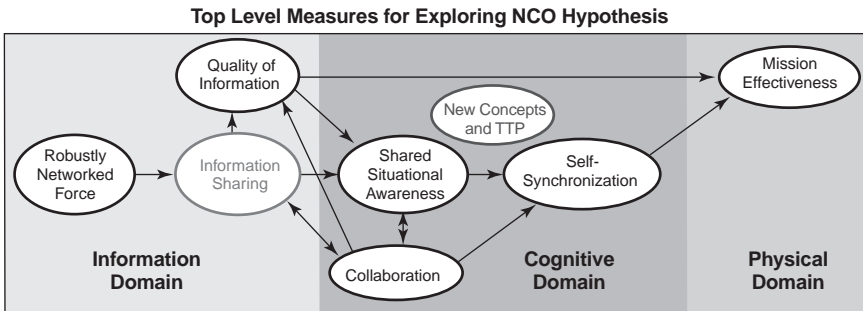 Top Level Measures for Exploring NCO Hypothesis
Quality of
Information
Mission
Effectiveness
New Concepts
and TTP
Robustly
Networked
Force
Information
Sharing
Shared
Situational
Awareness
Self-
Synchronization
Collaboration
Information
Domain
Cognitive
Domain
Physical
Domain